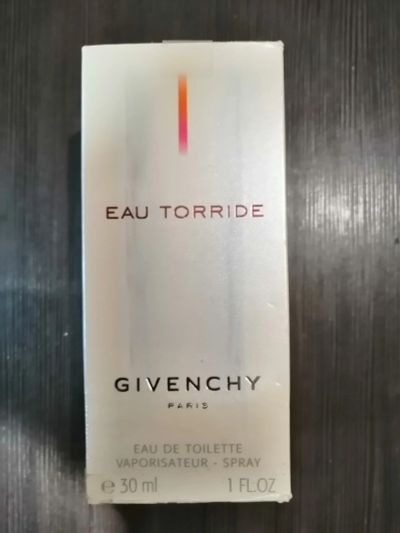 EAU TORRIDE
GIVENCHY
PARIS
EAU DE TOILETTE
VAPORISATEUR - SPRAY
℮ 30 ml 1 FL.OZ